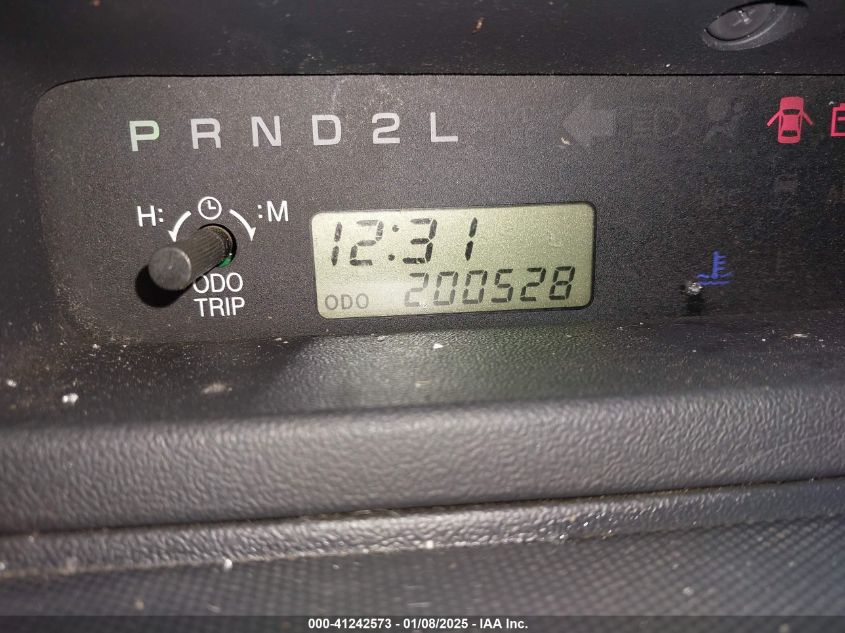 P R N D 2 L
H: :M
12:31
ODO 200528
ODO
TRIP
000-41242573 - 01/08/2025 - IAA Inc.